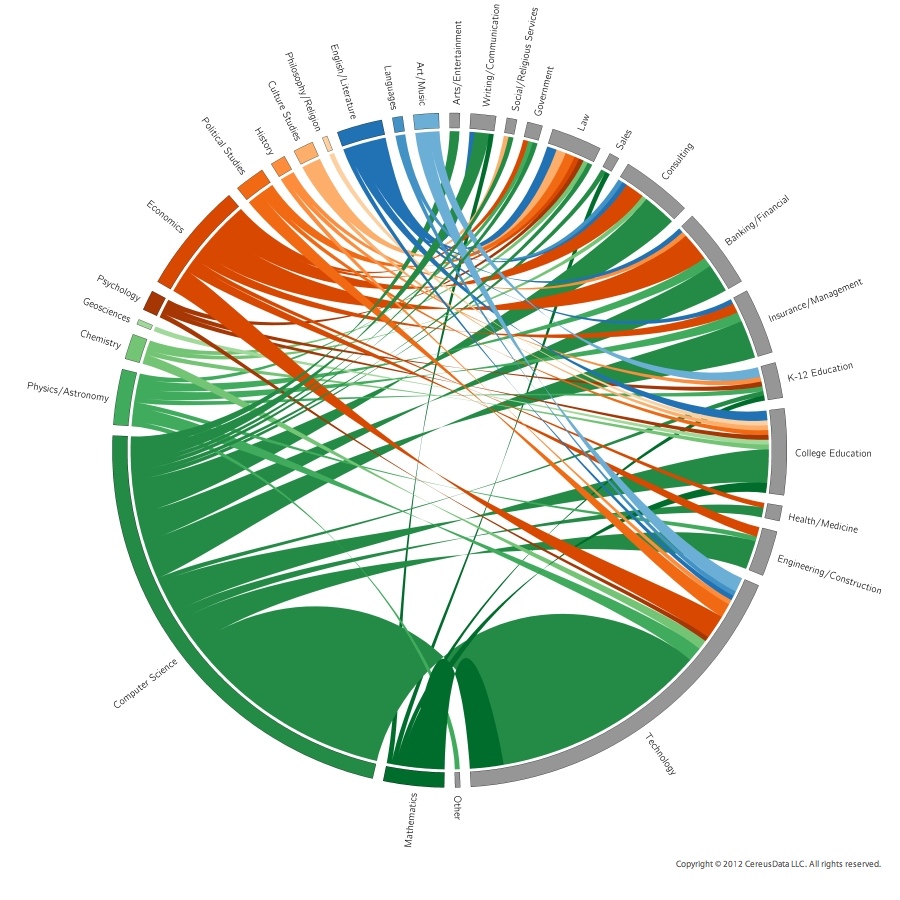 Arts/Entertainment
Writing/Communication
Social/Religious Services
Government
Law
Sales
Consulting
Banking/Financial
Insurance/Management
K-12 Education
College Education
Health/Medicine
Engineering/Construction
Technology
Other
Mathematics
Computer Science
Physics/Astronomy
Chemistry
Geosciences
Psychology
Economics
Political Studies
History
Culture Studies
Philosophy/Religion
English/Literature
Languages
Art/Music
Copyright © 2012 CereusData LLC. All rights reserved.